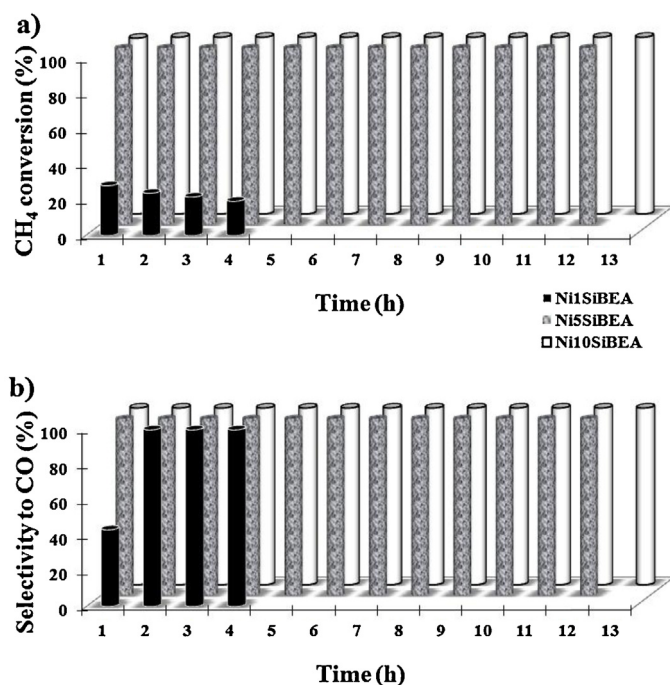 a)
CH4 conversion (%)
100
80
60
40
20
0
1 2 3 4 5 6 7 8 9 10 11 12 13
Time (h)
Ni1SiBEA
Ni5SiBEA
Ni10SiBEA
b)
Selectivity to CO (%)
100
80
60
40
20
0
1 2 3 4 5 6 7 8 9 10 11 12 13
Time (h)